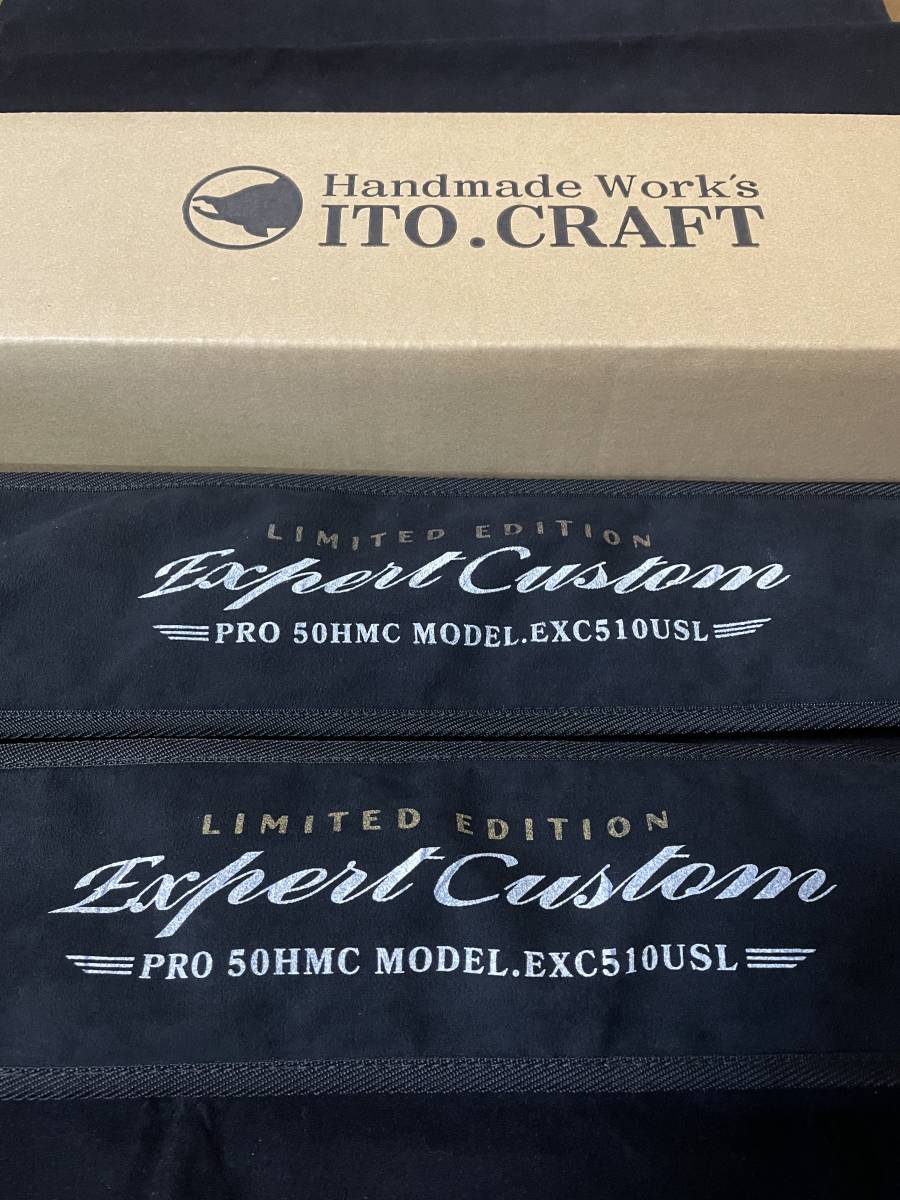 Handmade Work's
ITO.CRAFT
LIMITED EDITION
Expert Custom
PRO 50HMC MODEL.EXC510USL
LIMITED EDITION
Expert Custom
PRO 50HMC MODEL.EXC510USL